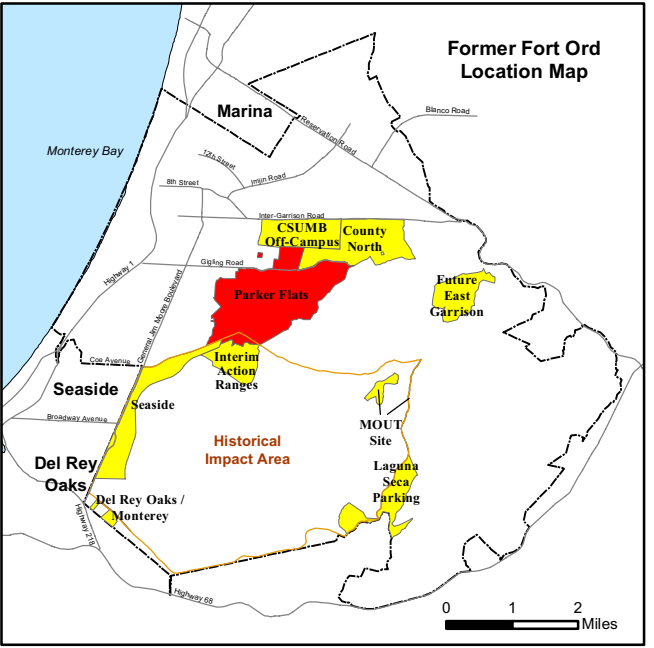 Former Fort Ord
Location Map
Marina
Blanco Road
Reservation Road
Monterey Bay
12th Street
Imjin Road
8th Street
Inter-Garrison Road
CSUMB
Off-Campus
County
North
Gigling Road
Highway 1
General Jim Moore Boulevard
Parker Flats
Future
East
Garrison
Coe Avenue
Interim
Action
Ranges
Seaside
Seaside
Broadway Avenue
MOUT
Site
Historical
Impact Area
Del Rey
Oaks
Laguna
Seca
Parking
Del Rey Oaks /
Monterey
Highway 218
Highway 68
0 1 2
Miles